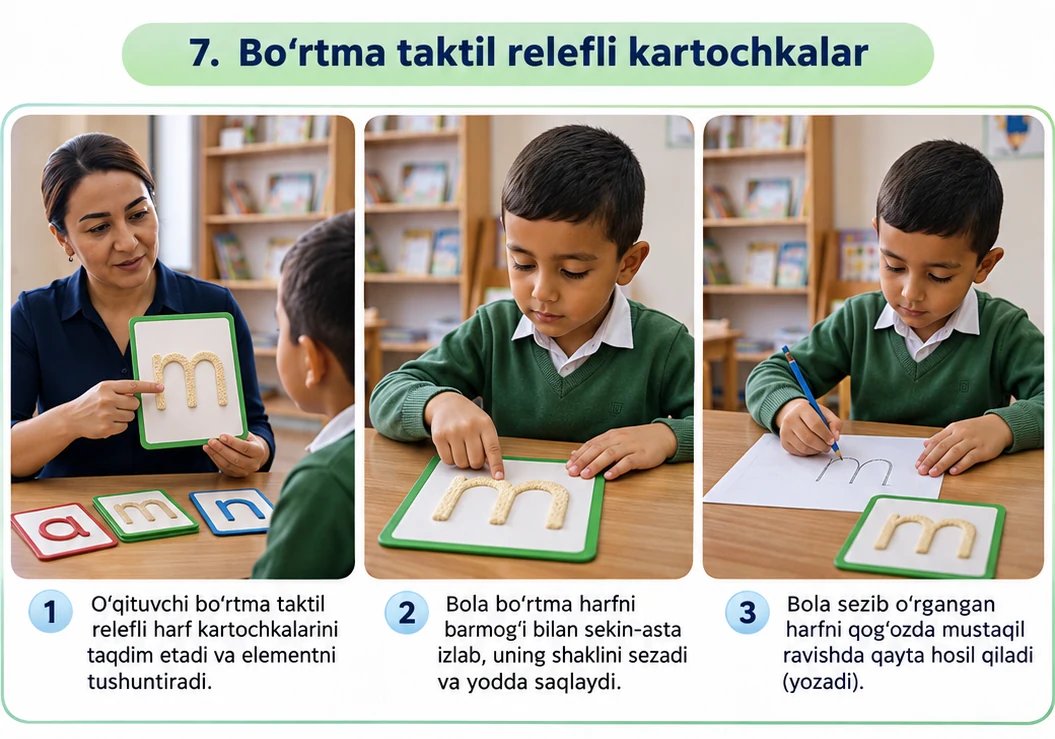 7. Bo‘rtma taktil relefli kartochkalar
m
a
m
n
1
O‘qituvchi bo‘rtma taktil
relefli harf kartochkalarini
taqdim etadi va elementni
tushuntiradi.
m
2
Bola bo‘rtma harfni
barmog‘i bilan sekin-asta
izlab, uning shaklini sezadi
va yodda saqlaydi.
m
m
3
Bola sezib o‘rgangan
harfni qog‘ozda mustaqil
ravishda qayta hosil qiladi
(yozadi).